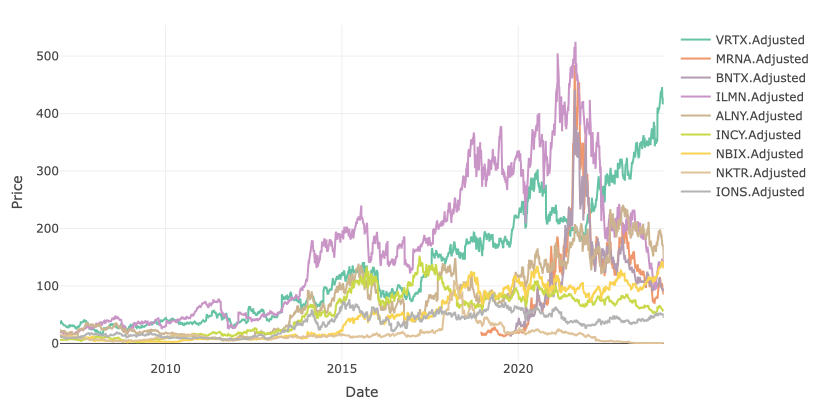 500
400
300
200
100
0
Price
2010
2015
2020
Date
VRTX.Adjusted
MRNA.Adjusted
BNTX.Adjusted
ILMN.Adjusted
ALNY.Adjusted
INCY.Adjusted
NBIX.Adjusted
NKTR.Adjusted
IONS.Adjusted